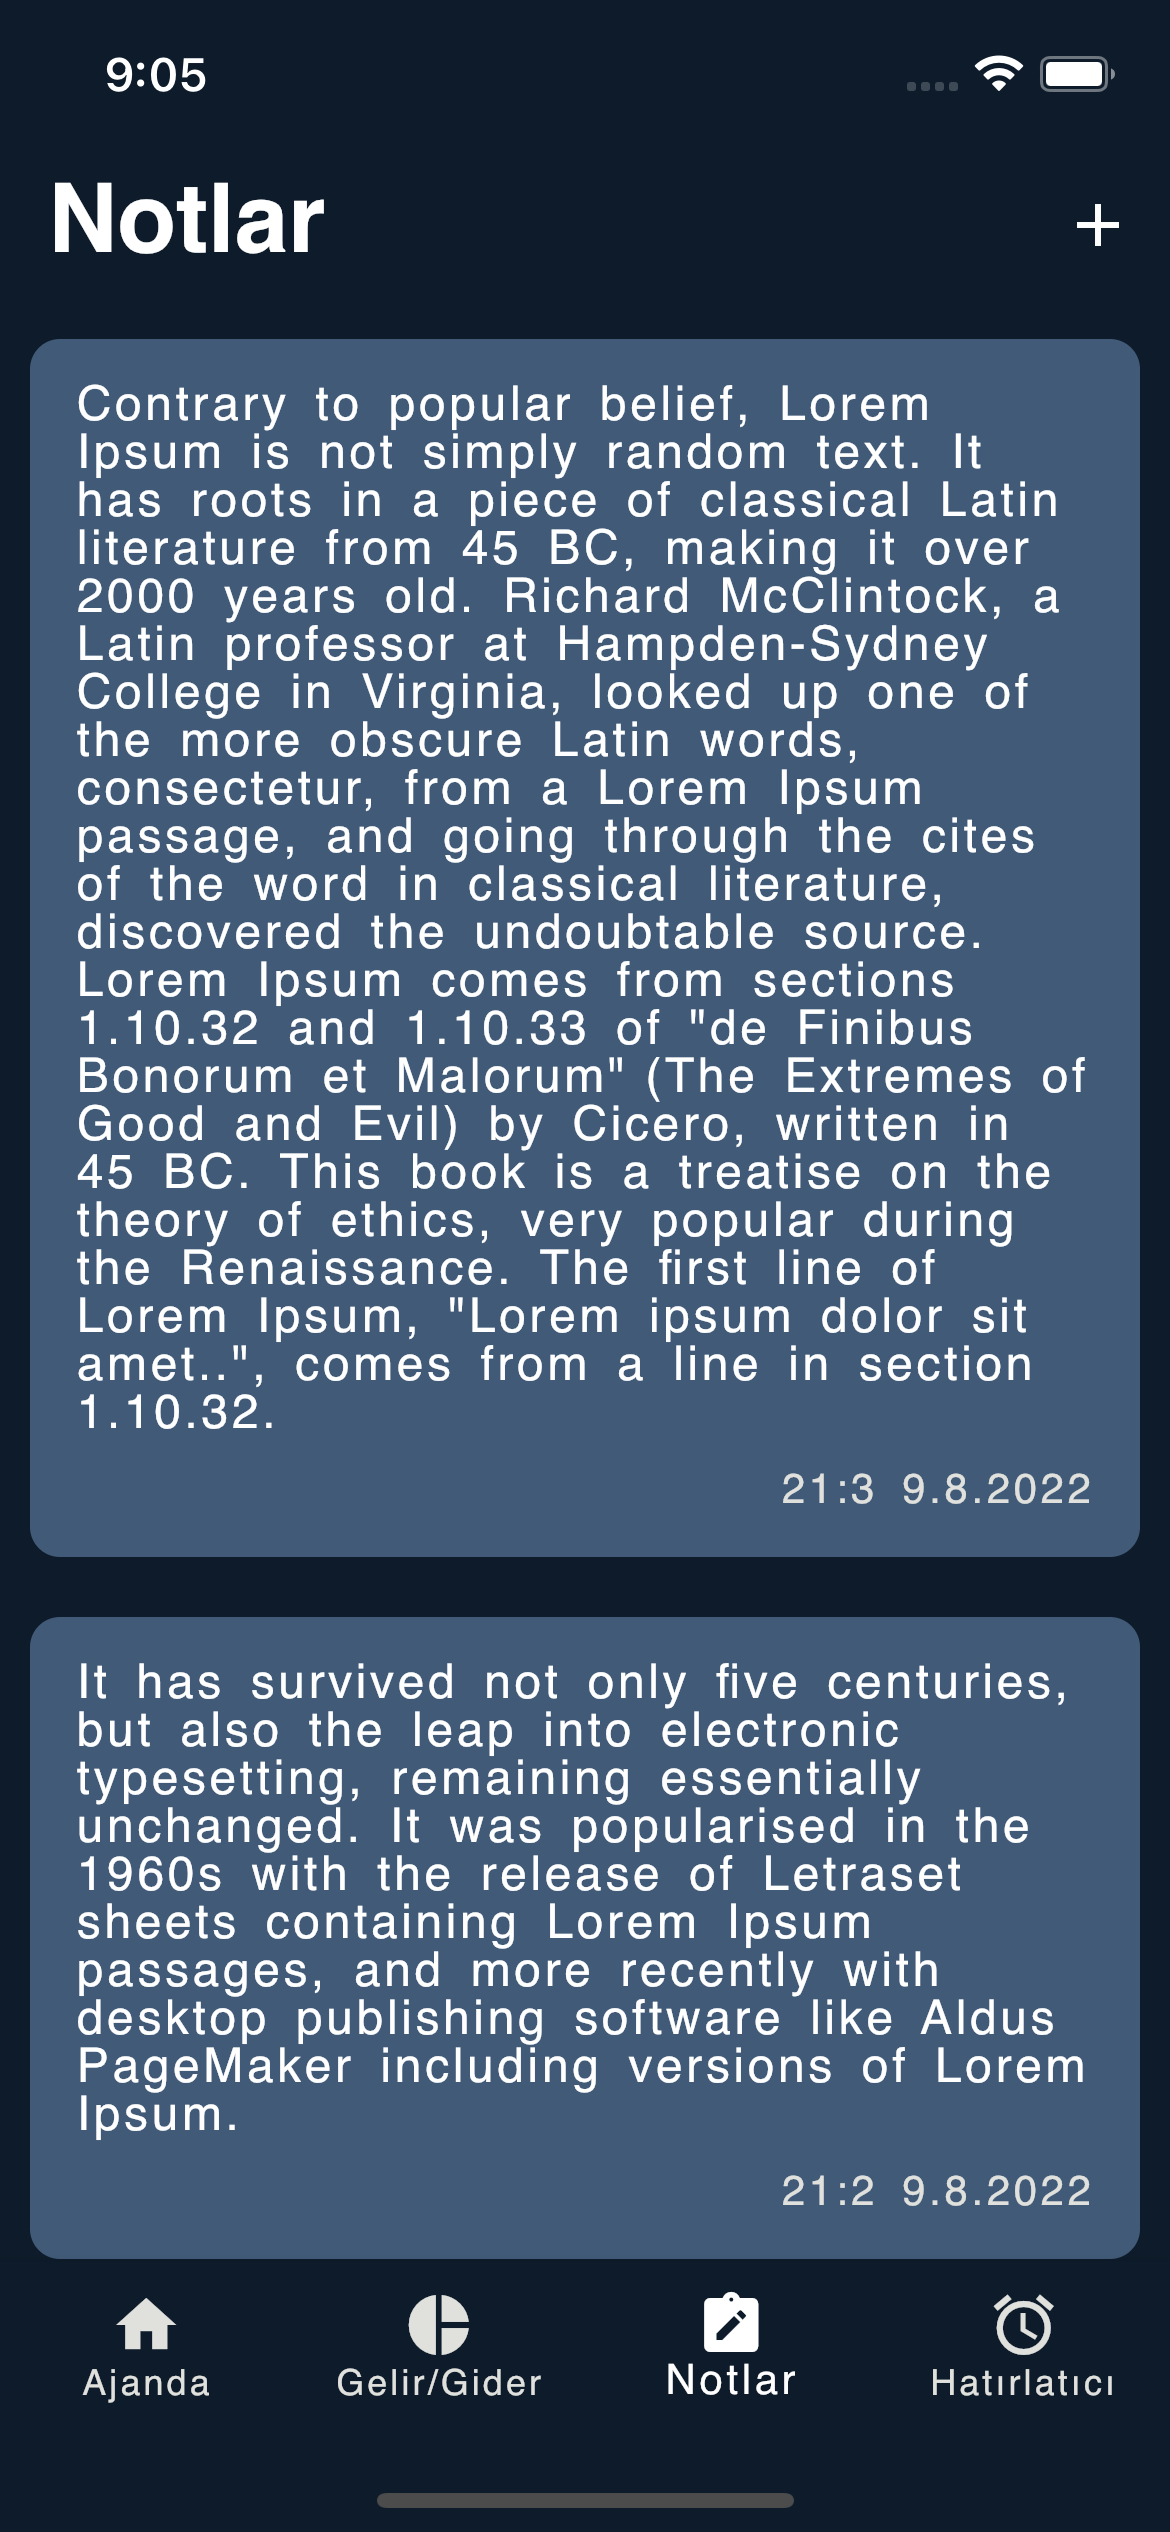 9:05
Notlar
Contrary to popular belief, Lorem
Ipsum is not simply random text. It
has roots in a piece of classical Latin
literature from 45 BC, making it over
2000 years old. Richard McClintock, a
Latin professor at Hampden-Sydney
College in Virginia, looked up one of
the more obscure Latin words,
consectetur, from a Lorem Ipsum
passage, and going through the cites
of the word in classical literature,
discovered the undoubtable source.
Lorem Ipsum comes from sections
1.10.32 and 1.10.33 of "de Finibus
Bonorum et Malorum" (The Extremes of
Good and Evil) by Cicero, written in
45 BC. This book is a treatise on the
theory of ethics, very popular during
the Renaissance. The first line of
Lorem Ipsum, "Lorem ipsum dolor sit
amet..", comes from a line in section
1.10.32.
21:3 9.8.2022
It has survived not only five centuries,
but also the leap into electronic
typesetting, remaining essentially
unchanged. It was popularised in the
1960s with the release of Letraset
sheets containing Lorem Ipsum
passages, and more recently with
desktop publishing software like Aldus
PageMaker including versions of Lorem
Ipsum.
21:2 9.8.2022
Ajanda
Gelir/Gider
Notlar
Hatırlatıcı